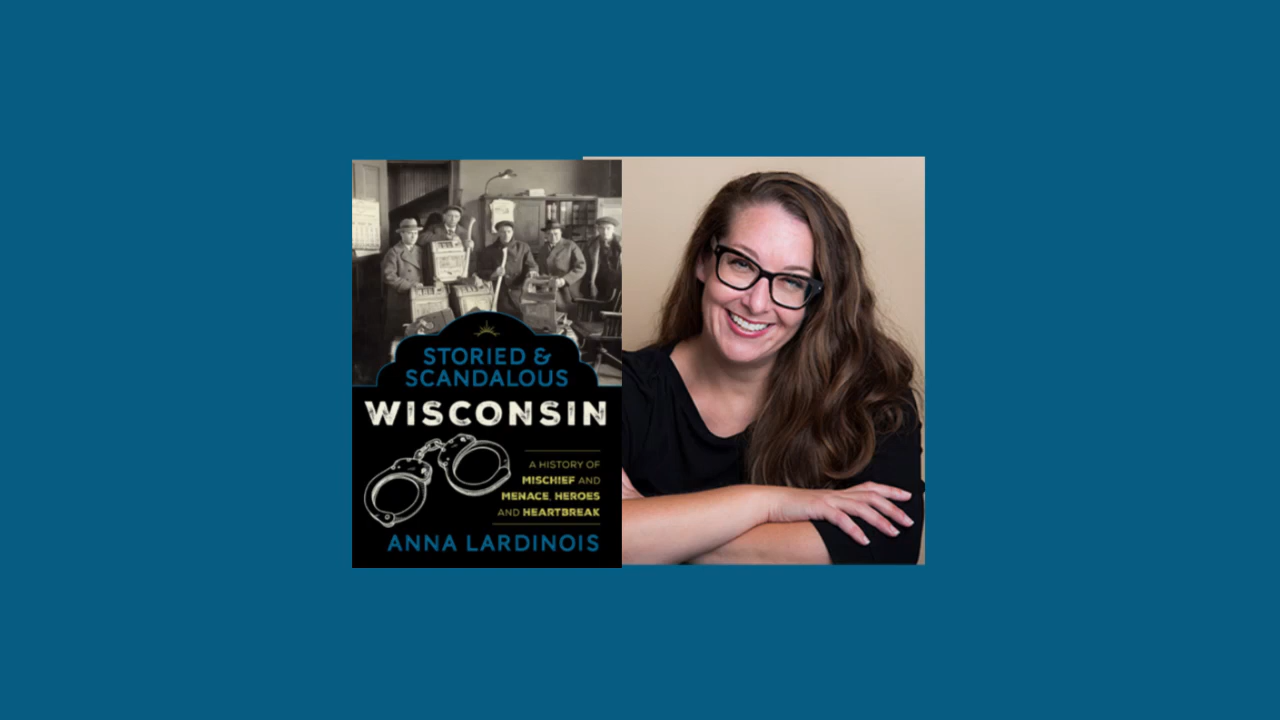 STORIED &
SCANDALOUS
WISCONSIN
A HISTORY OF
MISCHIEF AND
MENACE, HEROES
AND HEARTBREAK
ANNA LARDINOIS